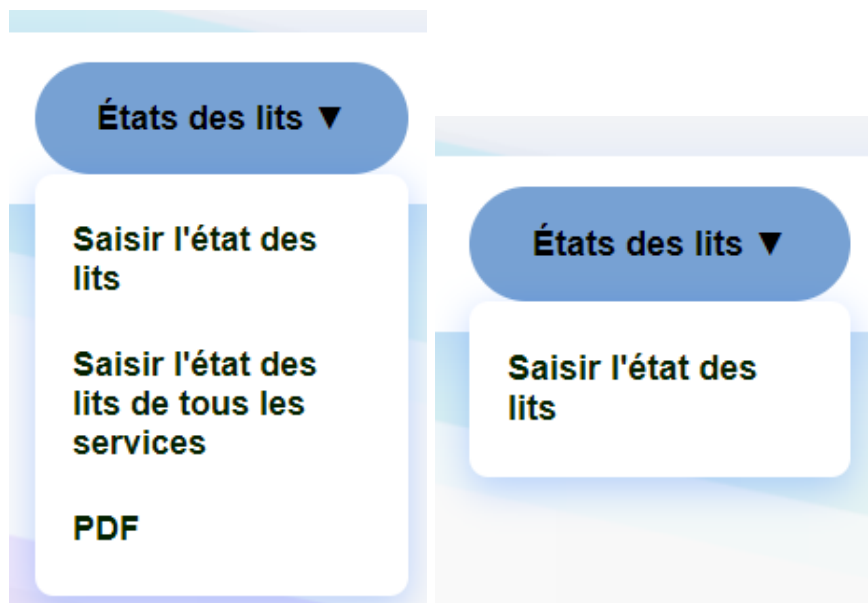 États des lits ▼
Saisir l'état des
lits
Saisir l'état des
lits de tous les
services
PDF
États des lits ▼
Saisir l'état des
lits